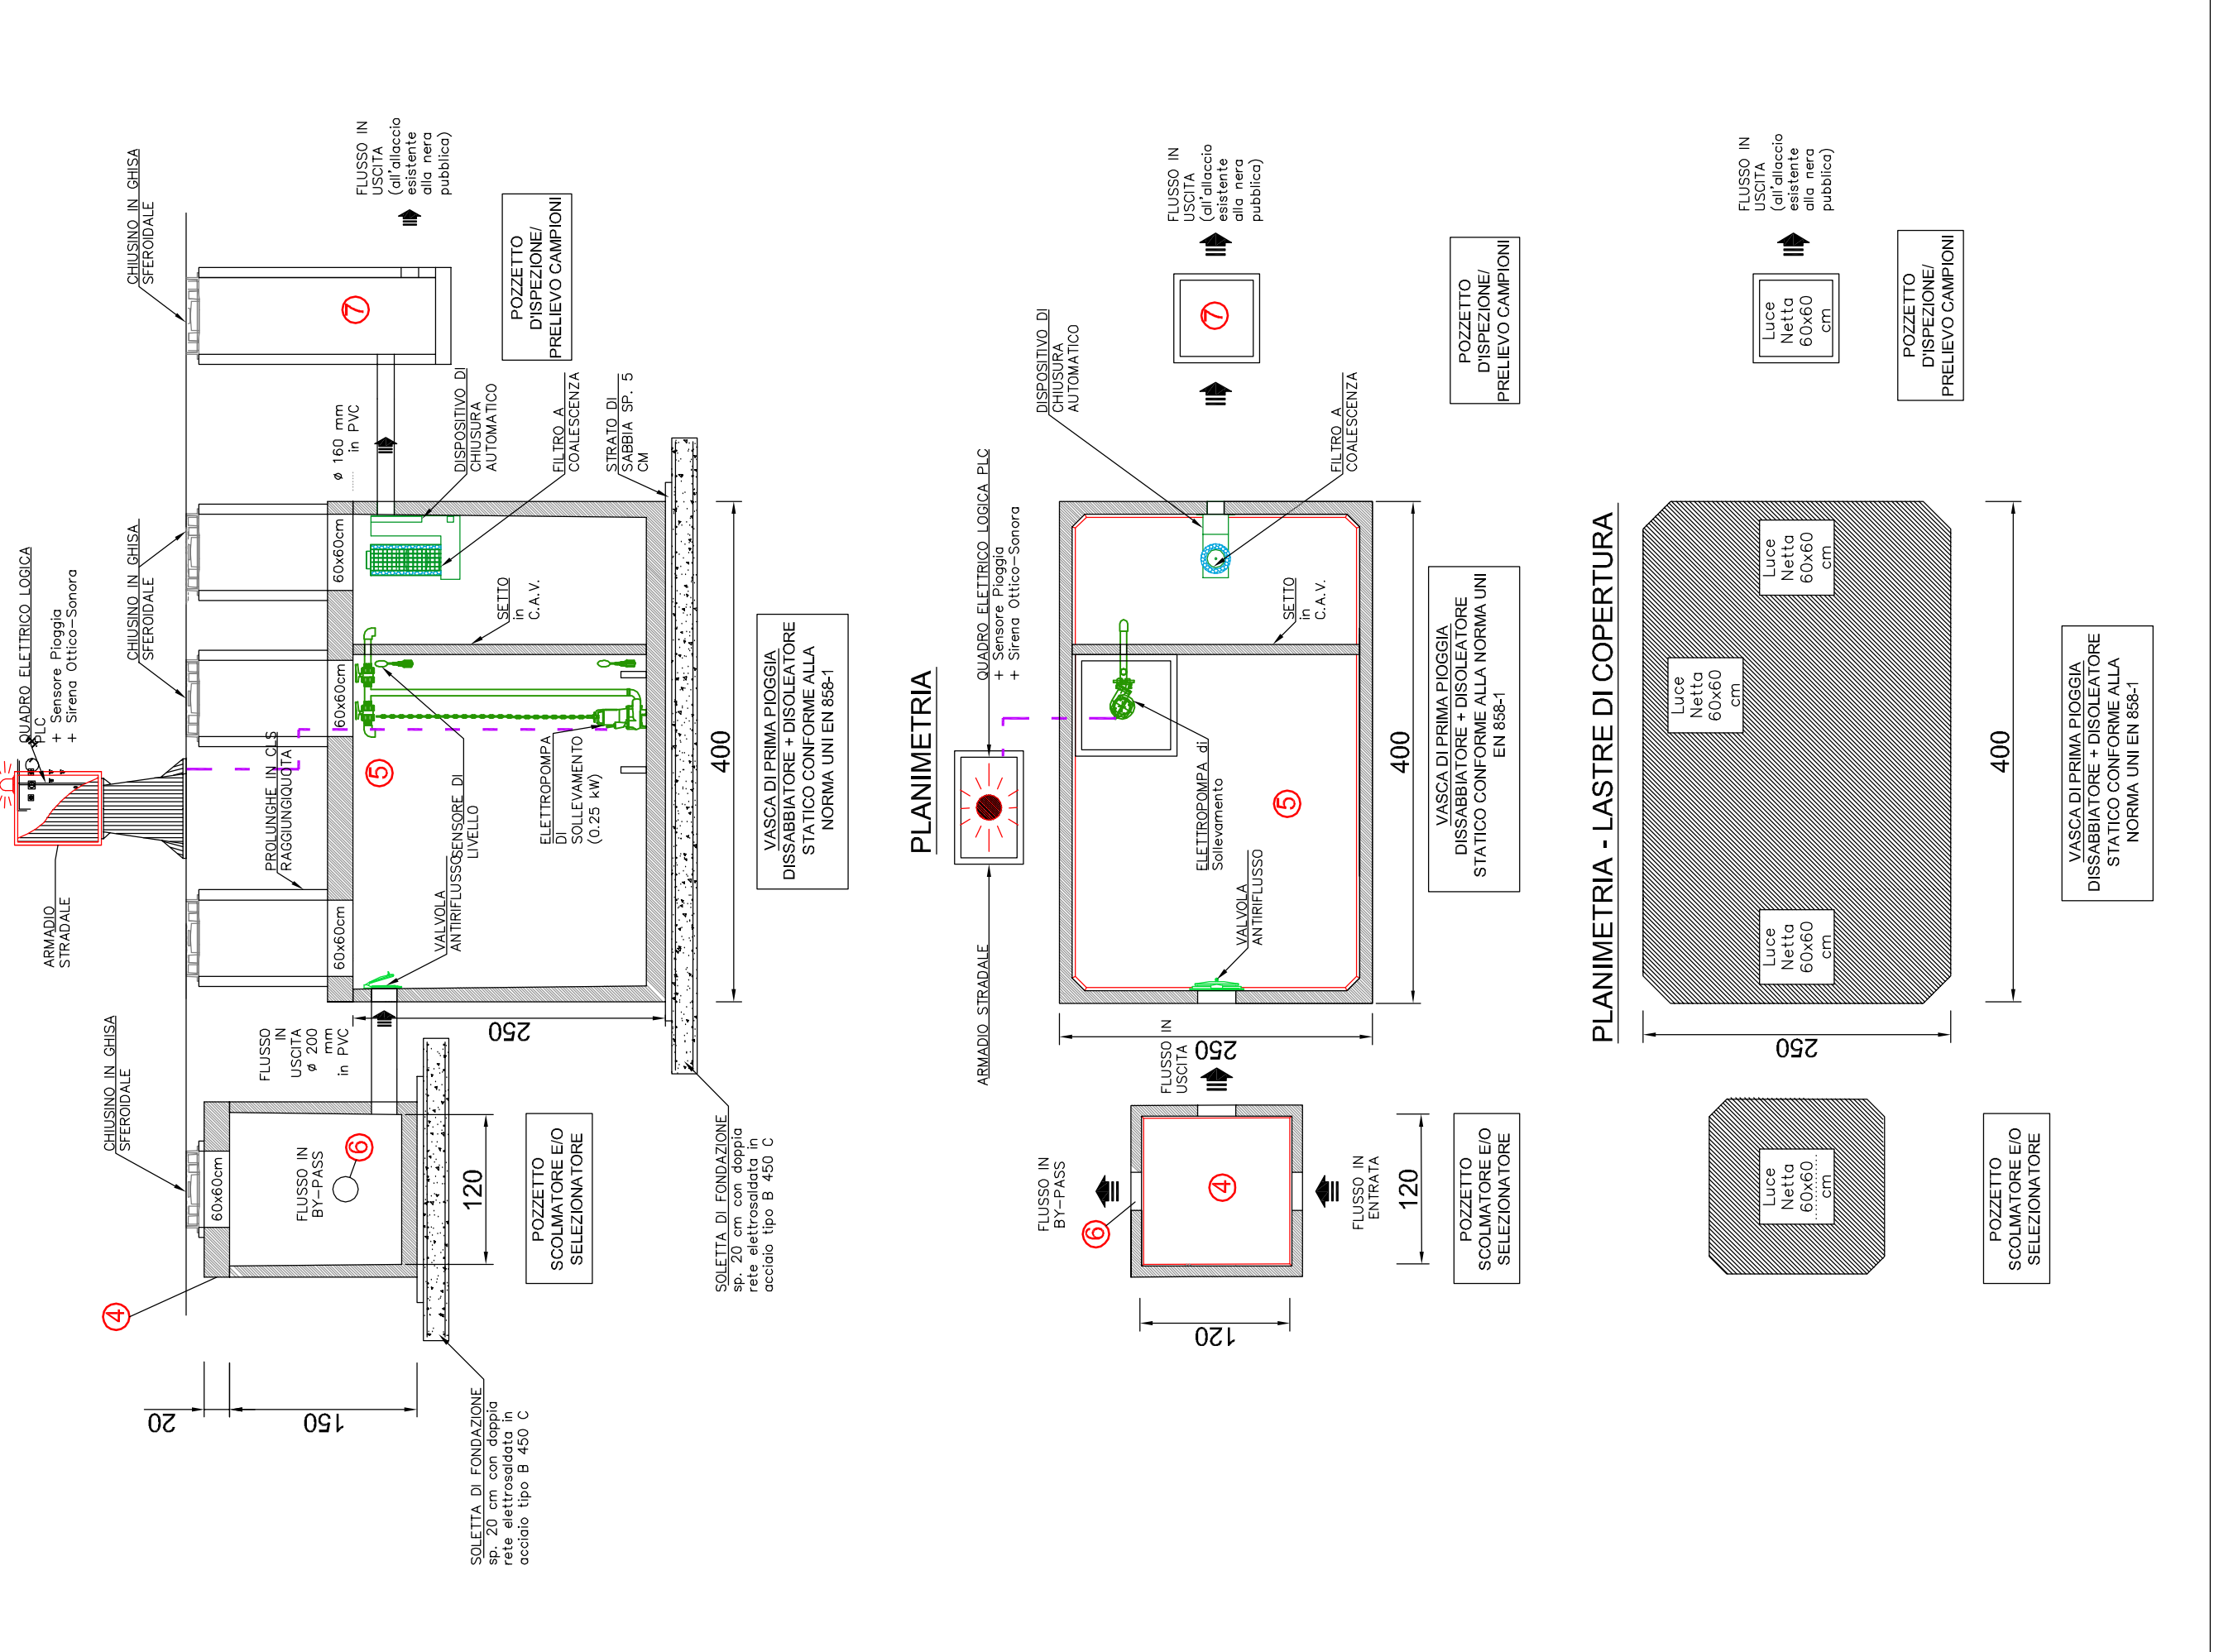 QUADRO ELETTRICO LOGICA
PLC
+ Sensore Pioggia
+ Sirena Ottico-Sonora
ARMADIO
STRADALE
CHIUSINO IN GHISA
SFEROIDALE
CHIUSINO IN GHISA
SFEROIDALE
CHIUSINO IN GHISA
SFEROIDALE
PROLUNGHE IN CLS
RAGGIUNGIQUOTA
4
20
150
60x60cm
FLUSSO IN
BY-PASS
6
120
FLUSSO
IN
USCITA
ø 200
mm
in PVC
60x60cm
60x60cm
60x60cm
VALVOLA
ANTIRIFLUSSO
SENSORE DI
LIVELLO
5
ELETTROPOMPA
DI
SOLLEVAMENTO
(0.25 kW)
SETTO
in
C.A.V.
ø 160 mm
in PVC
DISPOSITIVO DI
CHIUSURA
AUTOMATICO
FILTRO A
COALESCENZA
STRATO DI
SABBIA SP. 5
CM
7
FLUSSO IN
USCITA
(all'allaccio
esistente
alla nera
pubblica)
250
400
SOLETTA DI FONDAZIONE
sp. 20 cm con doppia
rete elettrosaldata in
acciaio tipo B 450 C
SOLETTA DI FONDAZIONE
sp. 20 cm con doppia
rete elettrosaldata in
acciaio tipo B 450 C
POZZETTO
SCOLMATORE E/O
SELEZIONATORE
VASCA DI PRIMA PIOGGIA
DISSABBIATORE + DISOLEATORE
STATICO CONFORME ALLA
NORMA UNI EN 858-1
POZZETTO
D'ISPEZIONE/
PRELIEVO CAMPIONI
PLANIMETRIA
ARMADIO STRADALE
QUADRO ELETTRICO LOGICA PLC
+ Sensore Pioggia
+ Sirena Ottico-Sonora
DISPOSITIVO DI
CHIUSURA
AUTOMATICO
FLUSSO IN
BY-PASS
6
4
FLUSSO IN
ENTRATA
120
120
FLUSSO IN
USCITA
250
VALVOLA
ANTIRIFLUSSO
ELETTROPOMPA di
Sollevamento
5
SETTO
in
C.A.V.
FILTRO A
COALESCENZA
7
FLUSSO IN
USCITA
(all'allaccio
esistente
alla nera
pubblica)
400
POZZETTO
SCOLMATORE E/O
SELEZIONATORE
VASCA DI PRIMA PIOGGIA
DISSABBIATORE + DISOLEATORE
STATICO CONFORME ALLA NORMA UNI
EN 858-1
POZZETTO
D'ISPEZIONE/
PRELIEVO CAMPIONI
PLANIMETRIA - LASTRE DI COPERTURA
Luce
Netta
60x60
cm
250
Luce
Netta
60x60
cm
Luce
Netta
60x60
cm
Luce
Netta
60x60
cm
Luce
Netta
60x60
cm
FLUSSO IN
USCITA
(all'allaccio
esistente
alla nera
pubblica)
400
POZZETTO
SCOLMATORE E/O
SELEZIONATORE
VASCA DI PRIMA PIOGGIA
DISSABBIATORE + DISOLEATORE
STATICO CONFORME ALLA
NORMA UNI EN 858-1
POZZETTO
D'ISPEZIONE/
PRELIEVO CAMPIONI